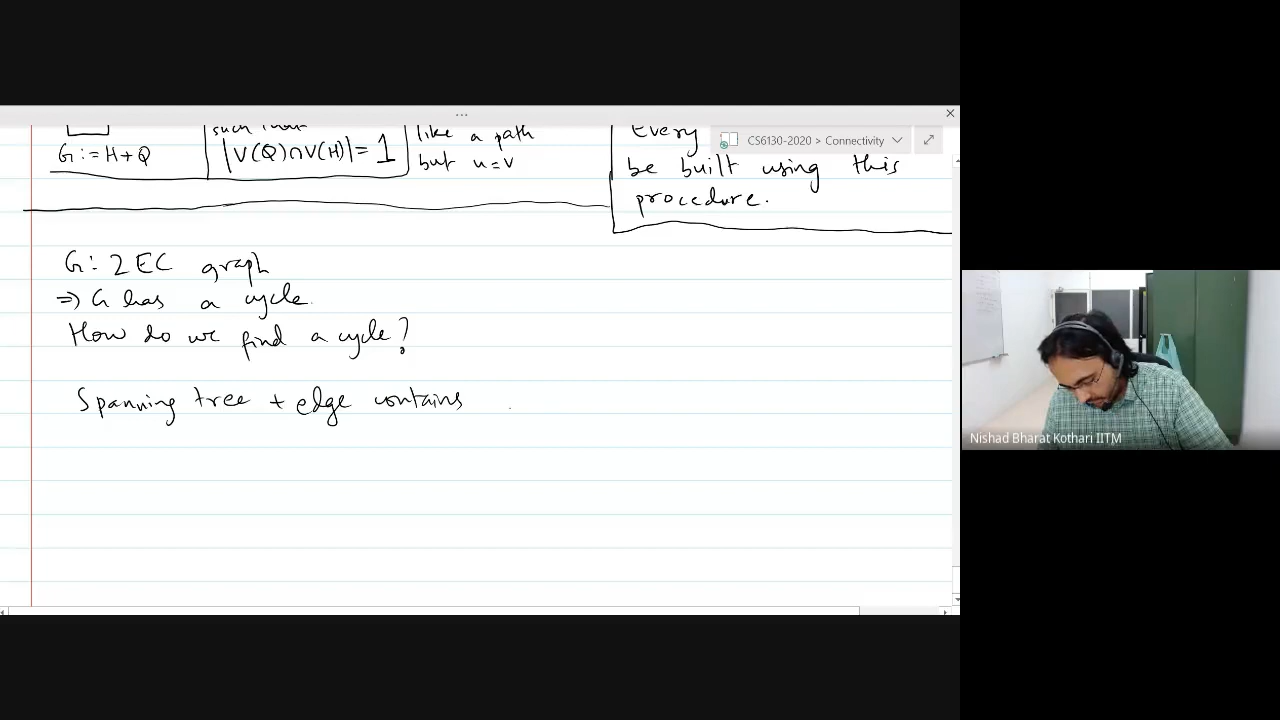 such that
G := H + Q
|V(Q)∩V(H)| = 1
like a path
but u=v
Every
be built using this
procedure.
CS6130-2020 > Connectivity
G: 2EC graph
⇒ G has a cycle.
How do we find a cycle?
Spanning tree + edge contains
Nishad Bharat Kothari IITM